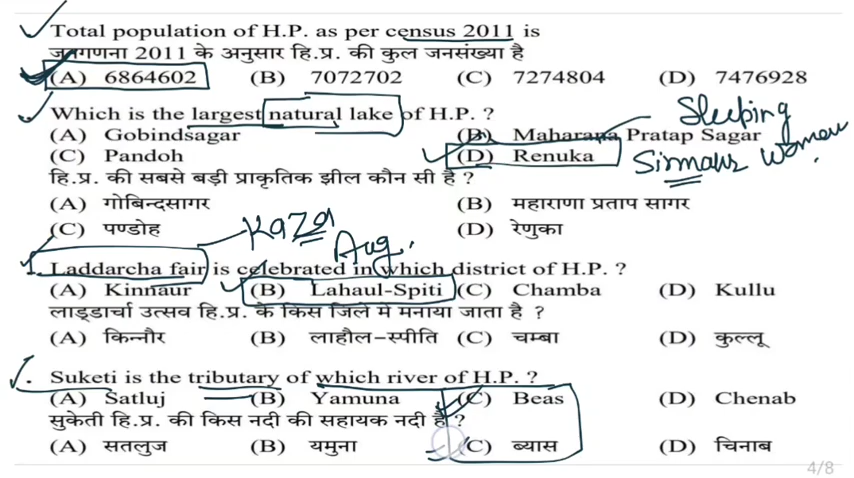 Total population of H.P. as per census 2011 is
जनगणना 2011 के अनुसार हि.प्र. की कुल जनसंख्या है
(A) 6864602 (B) 7072702 (C) 7274804 (D) 7476928
Which is the largest natural lake of H.P. ?
Sleeping
(A) Gobindsagar (B) Maharana Pratap Sagar
(C) Pandoh (D) Renuka
Sirmaur Women
हि.प्र. की सबसे बड़ी प्राकृतिक झील कौन सी है ?
(A) गोबिन्दसागर (B) महाराणा प्रताप सागर
(C) पण्डोह (D) रेणुका
Kaza
Aug.
Laddarcha fair is celebrated in which district of H.P. ?
(A) Kinnaur (B) Lahaul-Spiti (C) Chamba (D) Kullu
लाड्डार्चा उत्सव हि.प्र. के किस जिले मे मनाया जाता है ?
(A) किन्नौर (B) लाहौल-स्पीति (C) चम्बा (D) कुल्लू
. Suketi is the tributary of which river of H.P. ?
(A) Satluj (B) Yamuna (C) Beas (D) Chenab
सुकेती हि.प्र. की किस नदी की सहायक नदी है ?
(A) सतलुज (B) यमुना (C) ब्यास (D) चिनाब
4/8